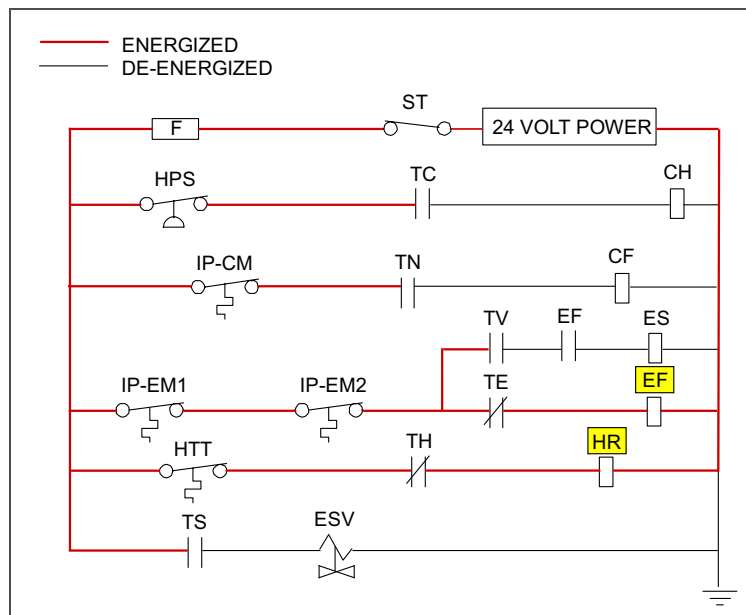 ENERGIZED
DE-ENERGIZED
ST
F
24 VOLT POWER
HPS
TC
CH
IP-CM
TN
CF
TV
EF
ES
IP-EM1
IP-EM2
TE
EF
HTT
TH
HR
TS
ESV